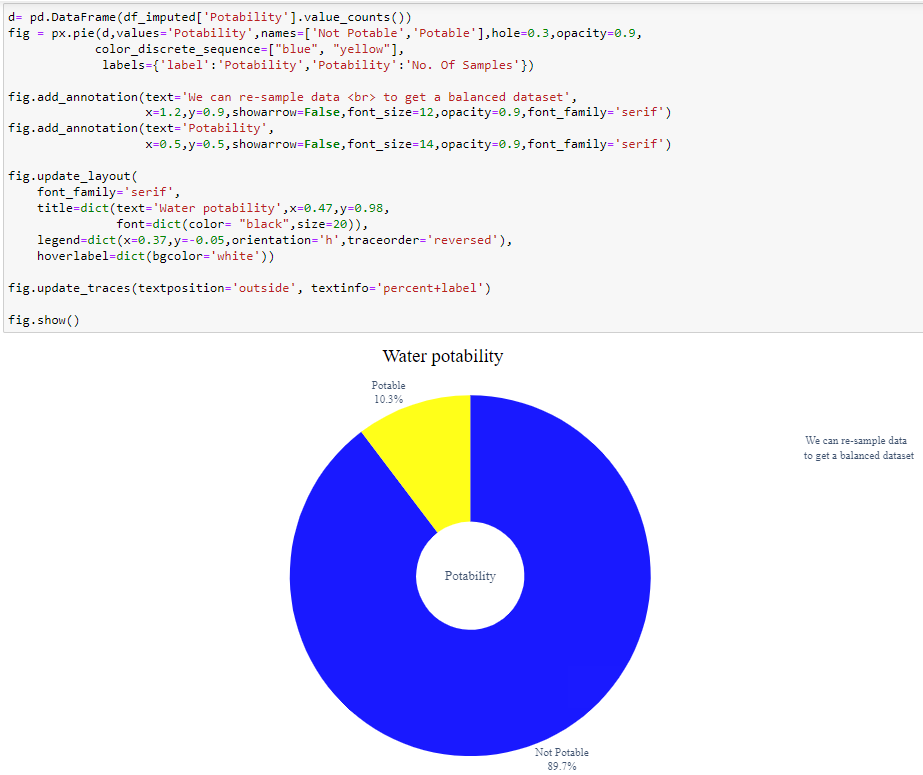 d= pd.DataFrame(df_imputed['Potability'].value_counts())
fig = px.pie(d,values='Potability',names=['Not Potable','Potable'],hole=0.3,opacity=0.9,
            color_discrete_sequence=["blue", "yellow"],
             labels={'label':'Potability','Potability':'No. Of Samples'})
fig.add_annotation(text='We can re-sample data <br> to get a balanced dataset',
                   x=1.2,y=0.9,showarrow=False,font_size=12,opacity=0.9,font_family='serif')
fig.add_annotation(text='Potability',
                   x=0.5,y=0.5,showarrow=False,font_size=14,opacity=0.9,font_family='serif')
fig.update_layout(
    font_family='serif',
    title=dict(text='Water potability',x=0.47,y=0.98,
               font=dict(color= "black",size=20)),
    legend=dict(x=0.37,y=-0.05,orientation='h',traceorder='reversed'),
    hoverlabel=dict(bgcolor='white'))
fig.update_traces(textposition='outside', textinfo='percent+label')
fig.show()
Water potability
Potable
10.3%
We can re-sample data
to get a balanced dataset
Potability
Not Potable
89.7%